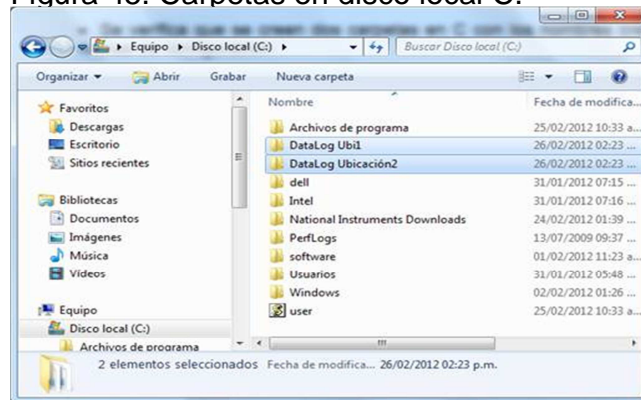 Figura 45. Carpetas en disco local C.
Equipo ▸ Disco local (C:) ▸
Buscar Disco local (C:)
Organizar Abrir Grabar Nueva carpeta
Favoritos
Descargas
Escritorio
Sitios recientes
Bibliotecas
Documentos
Imágenes
Música
Vídeos
Equipo
Disco local (C:)
Archivos de programa
Nombre Fecha de modifica...
Archivos de programa 25/02/2012 10:33 a...
DataLog Ubi1 26/02/2012 02:23 ...
DataLog Ubicación2 26/02/2012 02:23 ...
dell 31/01/2012 07:15 ...
Intel 31/01/2012 07:16 ...
National Instruments Downloads 24/02/2012 01:39 ...
PerfLogs 13/07/2009 09:37 ...
software 01/02/2012 11:23 a...
Usuarios 31/01/2012 05:48 ...
Windows 02/02/2012 01:26 ...
user 25/02/2012 10:33 a...
2 elementos seleccionados Fecha de modifica... 26/02/2012 02:23 p.m.